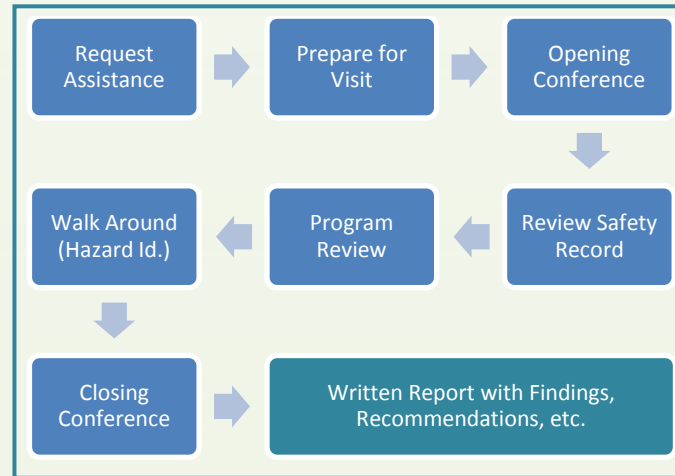 Request
Assistance
Prepare for
Visit
Opening
Conference
Review Safety
Record
Program
Review
Walk Around
(Hazard Id.)
Closing
Conference
Written Report with Findings,
Recommendations, etc.